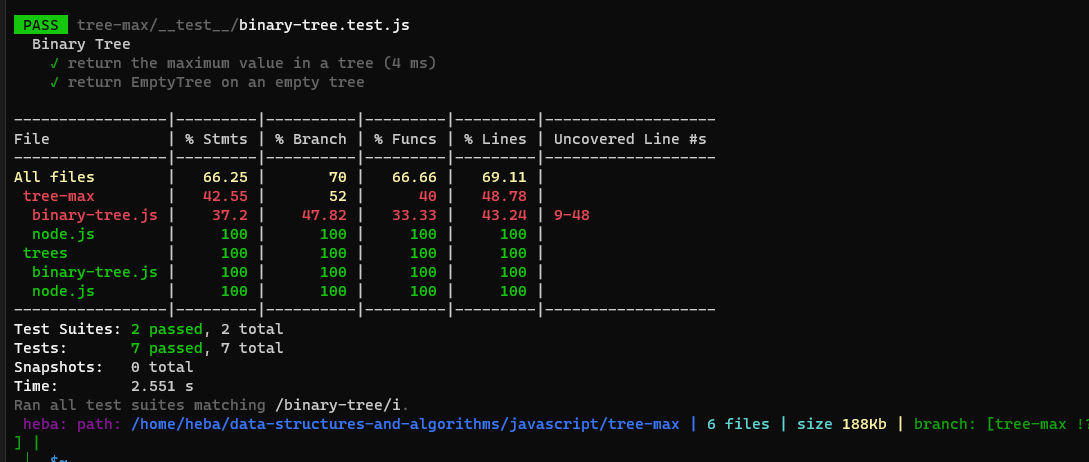 PASS tree-max/__test__/binary-tree.test.js
Binary Tree
✓ return the maximum value in a tree (4 ms)
✓ return EmptyTree on an empty tree
-----------------|---------|----------|---------|---------|-------------------
File             | % Stmts | % Branch | % Funcs | % Lines | Uncovered Line #s
-----------------|---------|----------|---------|---------|-------------------
All files        |   66.25 |       70 |   66.66 |   69.11 |
 tree-max        |   42.55 |       52 |      40 |   48.78 |
  binary-tree.js |    37.2 |    47.82 |   33.33 |   43.24 | 9-48
  node.js        |     100 |      100 |     100 |     100 |
 trees           |     100 |      100 |     100 |     100 |
  binary-tree.js |     100 |      100 |     100 |     100 |
  node.js        |     100 |      100 |     100 |     100 |
-----------------|---------|----------|---------|---------|-------------------
Test Suites: 2 passed, 2 total
Tests:       7 passed, 7 total
Snapshots:   0 total
Time:        2.551 s
Ran all test suites matching /binary-tree/i.
heba: path: /home/heba/data-structures-and-algorithms/javascript/tree-max | 6 files | size 188Kb | branch: [tree-max !?
] |